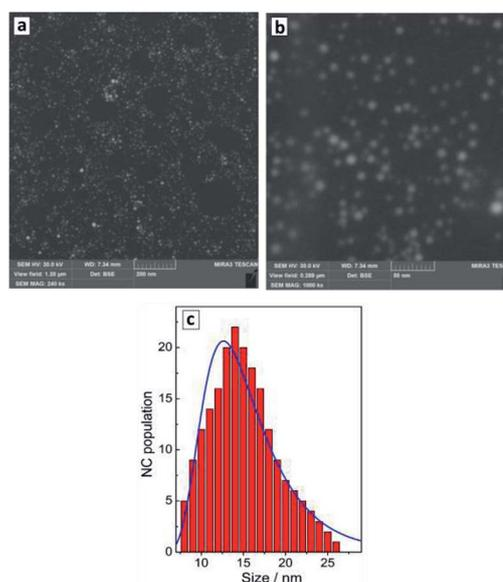 a
SEM HV: 30.0 kV WD: 7.34 mm MIRA3 TESCAN
View field: 1.20 µm Det: BSE 200 nm
SEM MAG: 240 kx
b
SEM HV: 30.0 kV WD: 7.34 mm MIRA3 TES
View field: 0.289 µm Det: BSE 50 nm
SEM MAG: 1000 kx
c
NC population
20
15
10
5
0
10 15 20 25
Size / nm